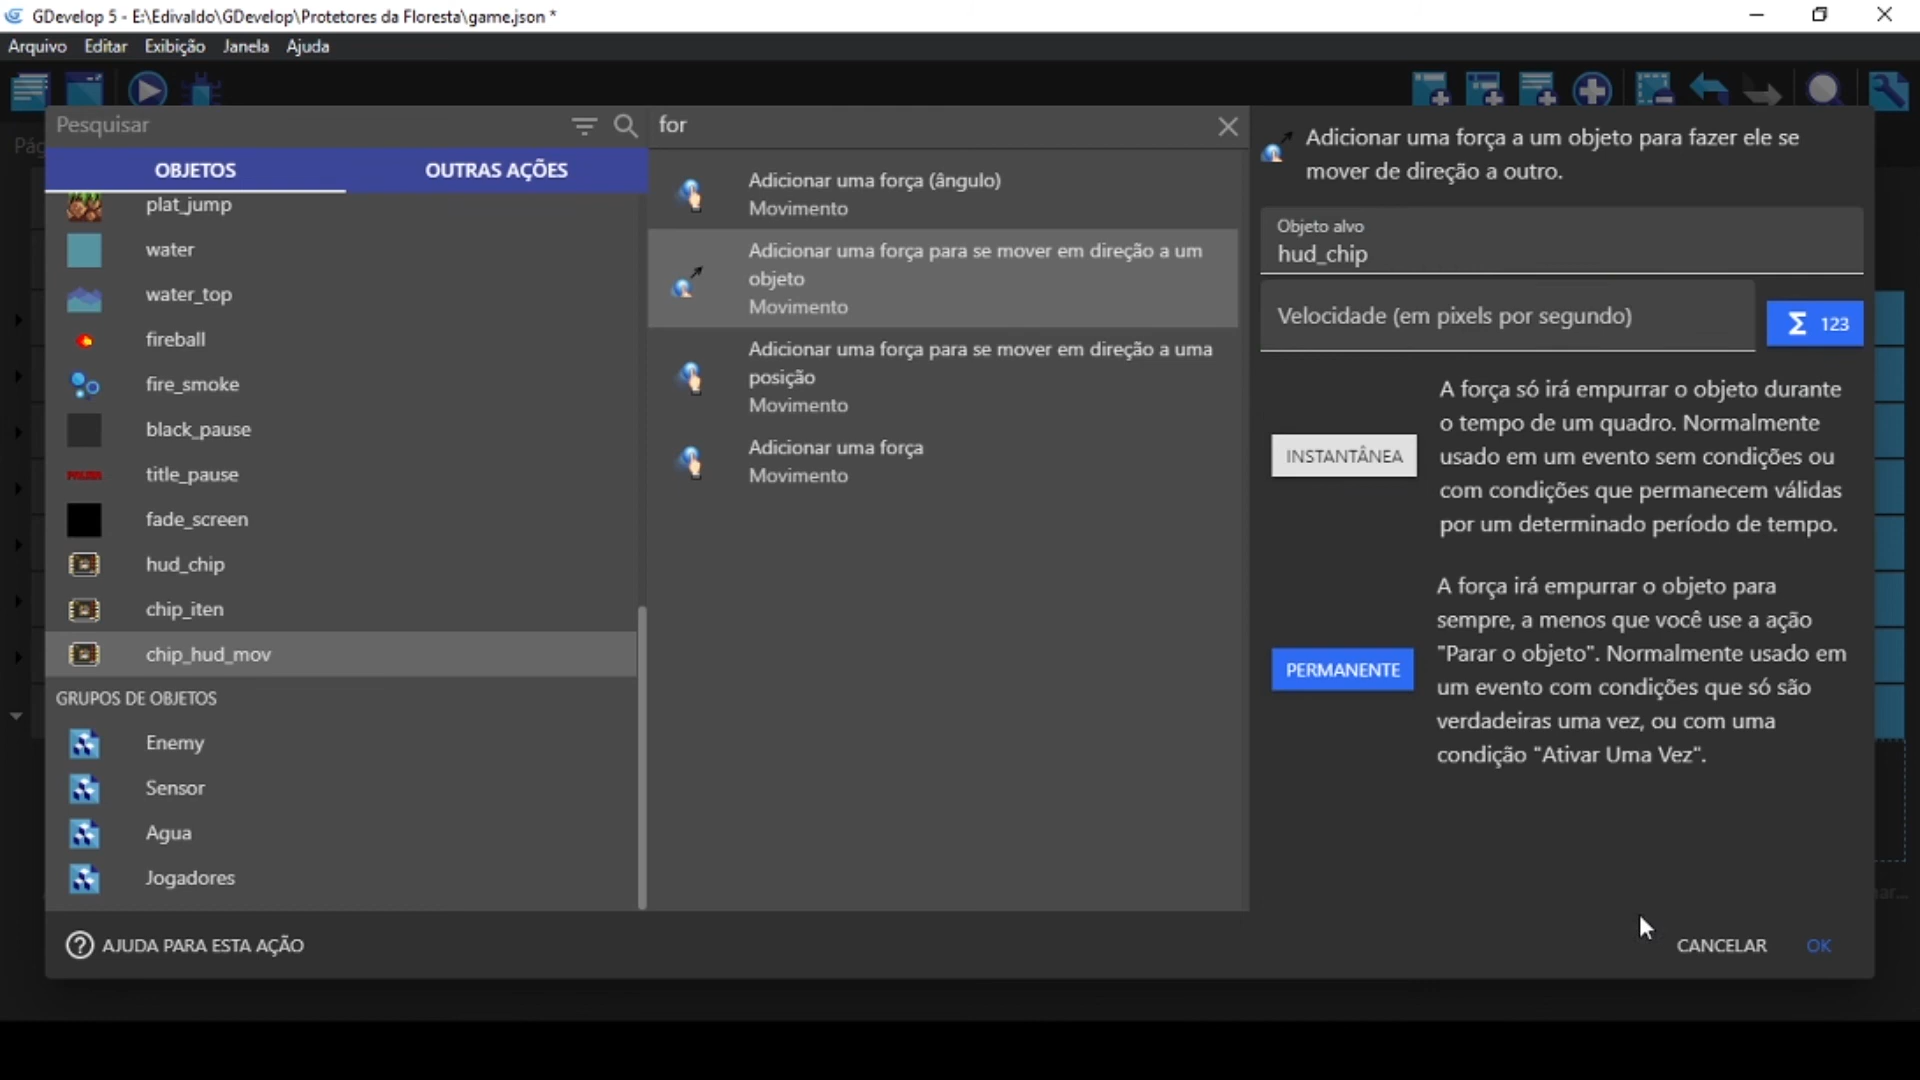 GDevelop 5 - E:\Edivaldo\GDevelop\Protetores da Floresta\game.json *
Arquivo Editar Exibição Janela Ajuda
Pesquisar
for
OBJETOS
OUTRAS AÇÕES
plat_jump
water
water_top
fireball
fire_smoke
black_pause
title_pause
fade_screen
hud_chip
chip_iten
chip_hud_mov
GRUPOS DE OBJETOS
Enemy
Sensor
Agua
Jogadores
Adicionar uma força (ângulo)
Movimento
Adicionar uma força para se mover em direção a um
objeto
Movimento
Adicionar uma força para se mover em direção a uma
posição
Movimento
Adicionar uma força
Movimento
Adicionar uma força a um objeto para fazer ele se
mover de direção a outro.
Objeto alvo
hud_chip
Velocidade (em pixels por segundo)
Σ 123
INSTANTÂNEA
A força só irá empurrar o objeto durante
o tempo de um quadro. Normalmente
usado em um evento sem condições ou
com condições que permanecem válidas
por um determinado período de tempo.
PERMANENTE
A força irá empurrar o objeto para
sempre, a menos que você use a ação
"Parar o objeto". Normalmente usado em
um evento com condições que só são
verdadeiras uma vez, ou com uma
condição "Ativar Uma Vez".
AJUDA PARA ESTA AÇÃO
CANCELAR
OK